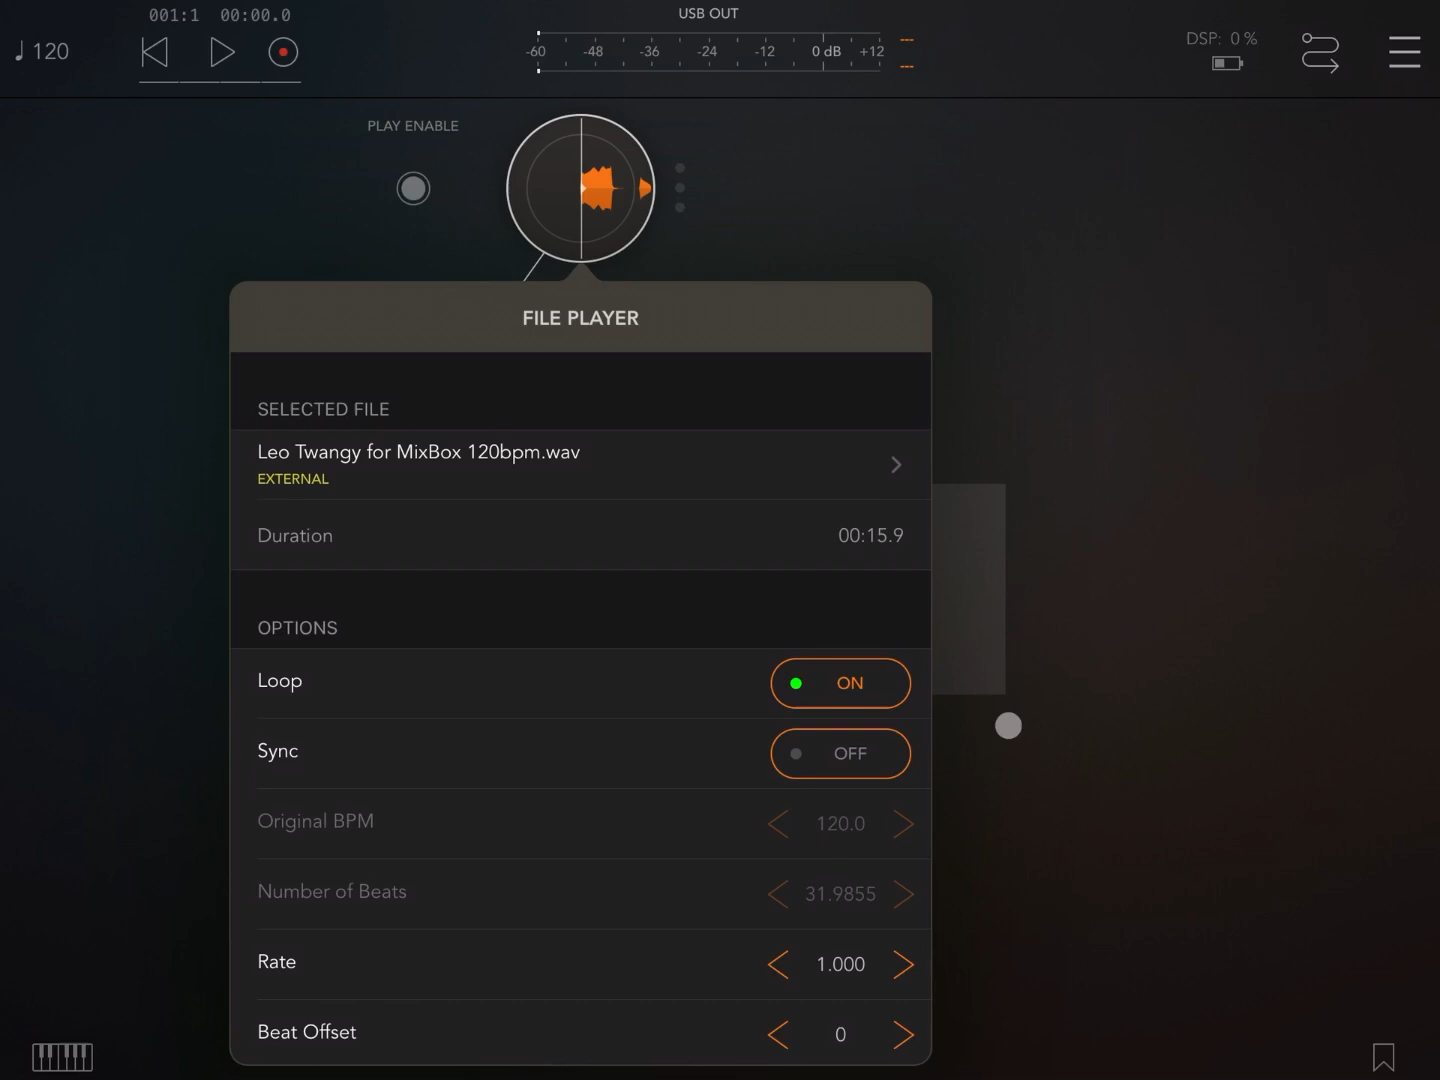 001:1 00:00.0
USB OUT
120
-60 -48 -36 -24 -12 0 dB +12
DSP: 0 %
PLAY ENABLE
FILE PLAYER
SELECTED FILE
Leo Twangy for MixBox 120bpm.wav
EXTERNAL
Duration 00:15.9
OPTIONS
Loop ON
Sync OFF
Original BPM 120.0
Number of Beats 31.9855
Rate 1.000
Beat Offset 0